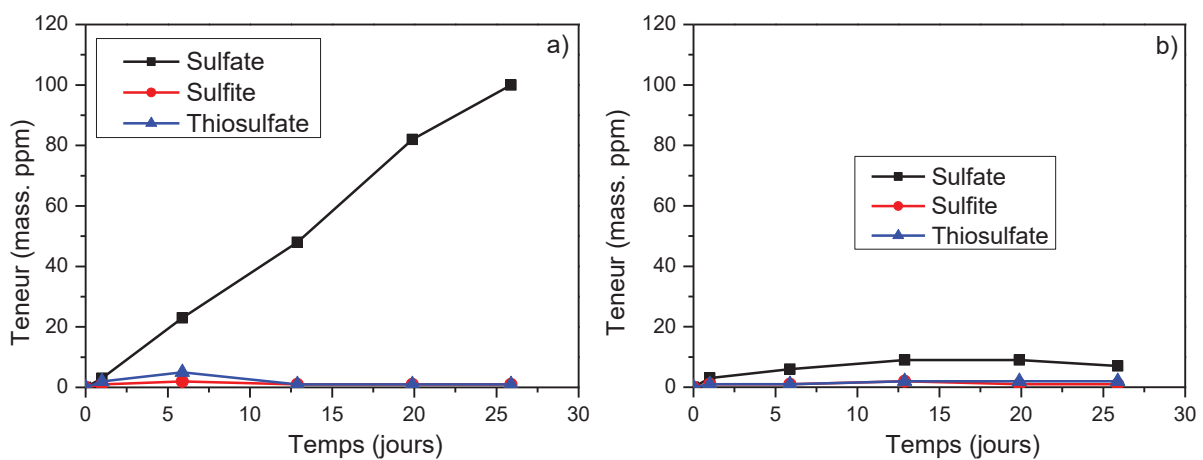 a)
Sulfate
Sulfite
Thiosulfate
Teneur (mass. ppm)
120
100
80
60
40
20
0
0 5 10 15 20 25 30
Temps (jours)
b)
Sulfate
Sulfite
Thiosulfate
Teneur (mass. ppm)
120
100
80
60
40
20
0
0 5 10 15 20 25 30
Temps (jours)